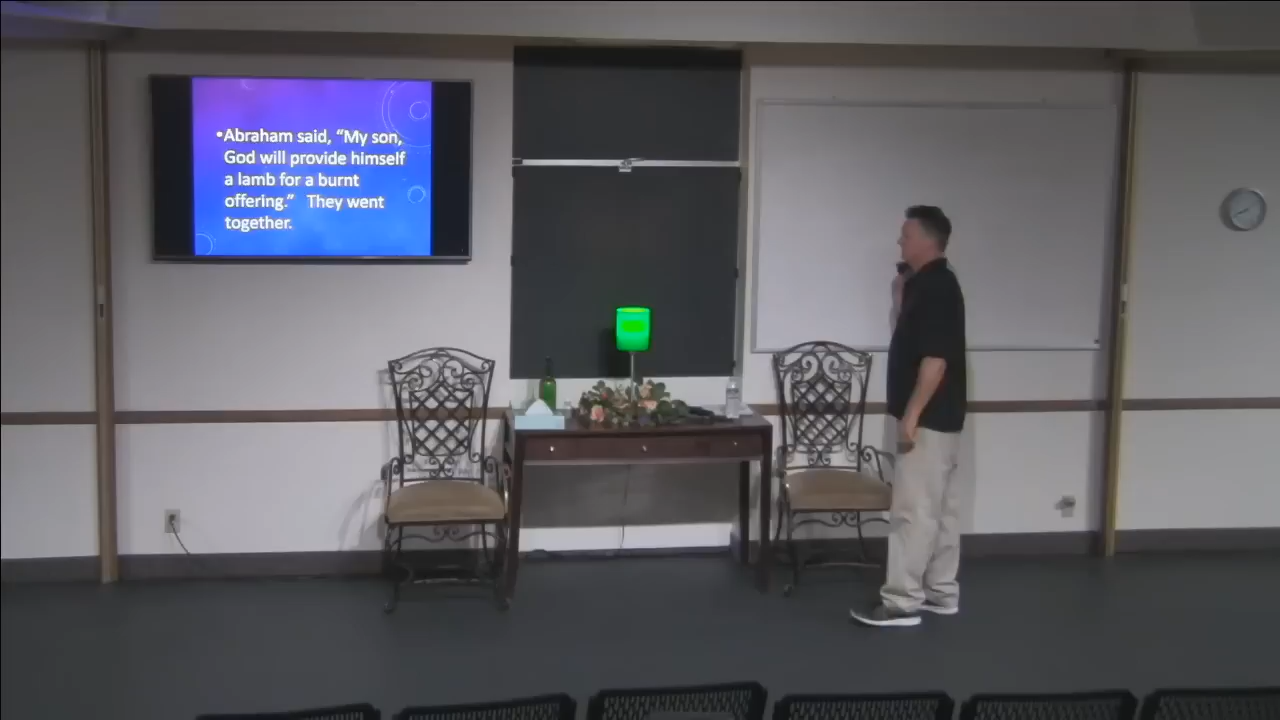 •Abraham said, “My son,
God will provide himself
a lamb for a burnt
offering.”   They went
together.